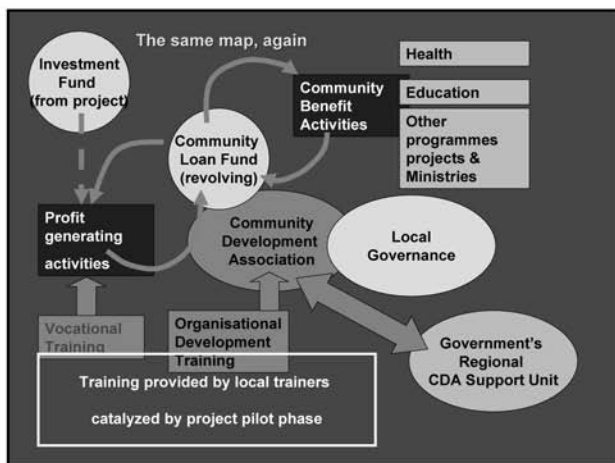 The same map, again
Investment
Fund
(from project)
Health
Community
Benefit
Activities
Education
Other
programmes
projects &
Ministries
Community
Loan Fund
(revolving)
Profit
generating
activities
Community
Development
Association
Local
Governance
Vocational
Training
Organisational
Development
Training
Government's
Regional
CDA Support Unit
Training provided by local trainers
catalyzed by project pilot phase